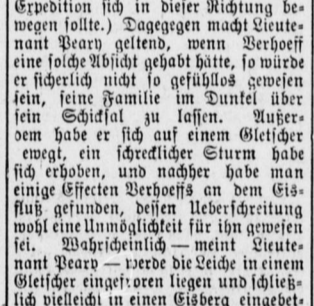 Expedition sich in dieser Richtung be-
wegen sollte.) Dagegegen macht Lieute-
nant Peary geltend, wenn Verhoeff
eine solche Absicht gehabt hätte, so würde
er sicherlich nicht so gefühllos gewesen
sein, seine Familie im Dunkel über
sein Schicksal zu lassen. Außer-
dem habe er sich auf einem Gletscher
ewegt, ein schrecklicher Sturm habe
sich erhoben, und nachher habe man
einige Effecten Verhoeffs an dem Eis-
fluß gefunden, dessen Ueberschreitung
wohl eine Unmöglichkeit für ihn gewesen
sei. Wahrscheinlich — meint Lieute-
nant Peary — werde die Leiche in einem
Gletscher eingefroren liegen und schließ-
lich vielleicht in einen Eisberg eingebet-